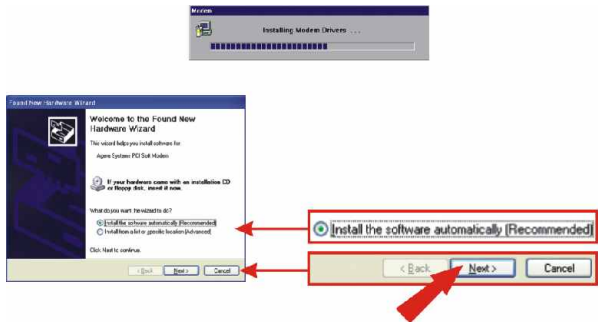 Modem
Installing Modem Drivers ...
Found New Hardware Wizard
Welcome to the Found New
Hardware Wizard
This wizard helps you install software for:
Agere Systems PCI Soft Modem
If your hardware came with an installation CD
or floppy disk, insert it now.
What do you want the wizard to do?
Install the software automatically (Recommended)
Install from a list or specific location (Advanced)
Click Next to continue.
< Back Next > Cancel
Install the software automatically (Recommended)
< Back Next > Cancel